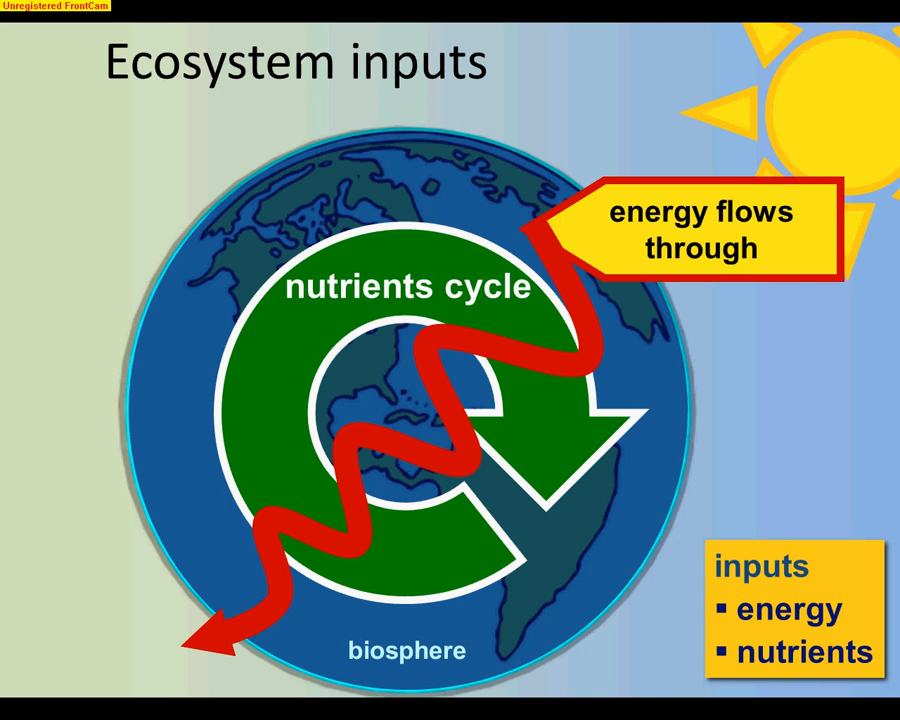 Unregistered FrontCam
Ecosystem inputs
energy flows
through
nutrients cycle
biosphere
inputs
▪ energy
▪ nutrients